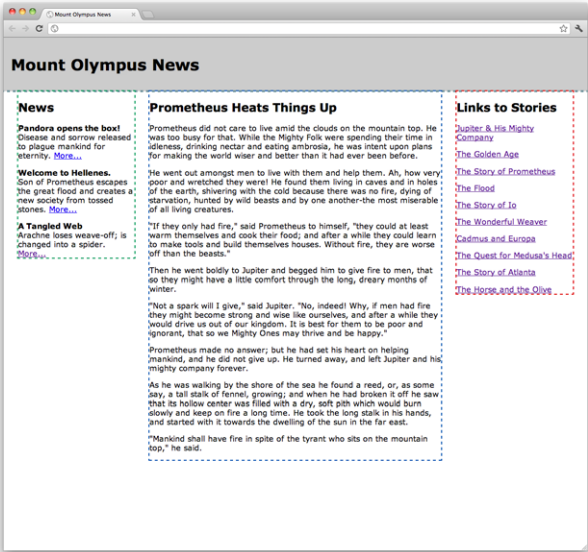 Mount Olympus News
Mount Olympus News
News
Pandora opens the box!
Disease and sorrow released
to plague mankind for
eternity. More...
Welcome to Hellenes.
Son of Prometheus escapes
the great flood and creates a
new society from tossed
stones. More...
A Tangled Web
Arachne loses weave-off; is
changed into a spider.
More...
Prometheus Heats Things Up
Prometheus did not care to live amid the clouds on the mountain top. He
was too busy for that. While the Mighty Folk were spending their time in
idleness, drinking nectar and eating ambrosia, he was intent upon plans
for making the world wiser and better than it had ever been before.
He went out amongst men to live with them and help them. Ah, how very
poor and wretched they were! He found them living in caves and in holes
of the earth, shivering with the cold because there was no fire, dying of
starvation, hunted by wild beasts and by one another-the most miserable
of all living creatures.
"If they only had fire," said Prometheus to himself, "they could at least
warm themselves and cook their food; and after a while they could learn
to make tools and build themselves houses. Without fire, they are worse
off than the beasts."
Then he went boldly to Jupiter and begged him to give fire to men, that
so they might have a little comfort through the long, dreary months of
winter.
"Not a spark will I give," said Jupiter. "No, indeed! Why, if men had fire
they might become strong and wise like ourselves, and after a while they
would drive us out of our kingdom. It is best for them to be poor and
ignorant, that so we Mighty Ones may thrive and be happy."
Prometheus made no answer; but he had set his heart on helping
mankind, and he did not give up. He turned away, and left Jupiter and his
mighty company forever.
As he was walking by the shore of the sea he found a reed, or, as some
say, a tall stalk of fennel, growing; and when he had broken it off he saw
that its hollow center was filled with a dry, soft pith which would burn
slowly and keep on fire a long time. He took the long stalk in his hands,
and started with it towards the dwelling of the sun in the far east.
"Mankind shall have fire in spite of the tyrant who sits on the mountain
top," he said.
Links to Stories
Jupiter & His Mighty
Company
The Golden Age
The Story of Prometheus
The Flood
The Story of Io
The Wonderful Weaver
Cadmus and Europa
The Quest for Medusa's Head
The Story of Atlanta
The Horse and the Olive